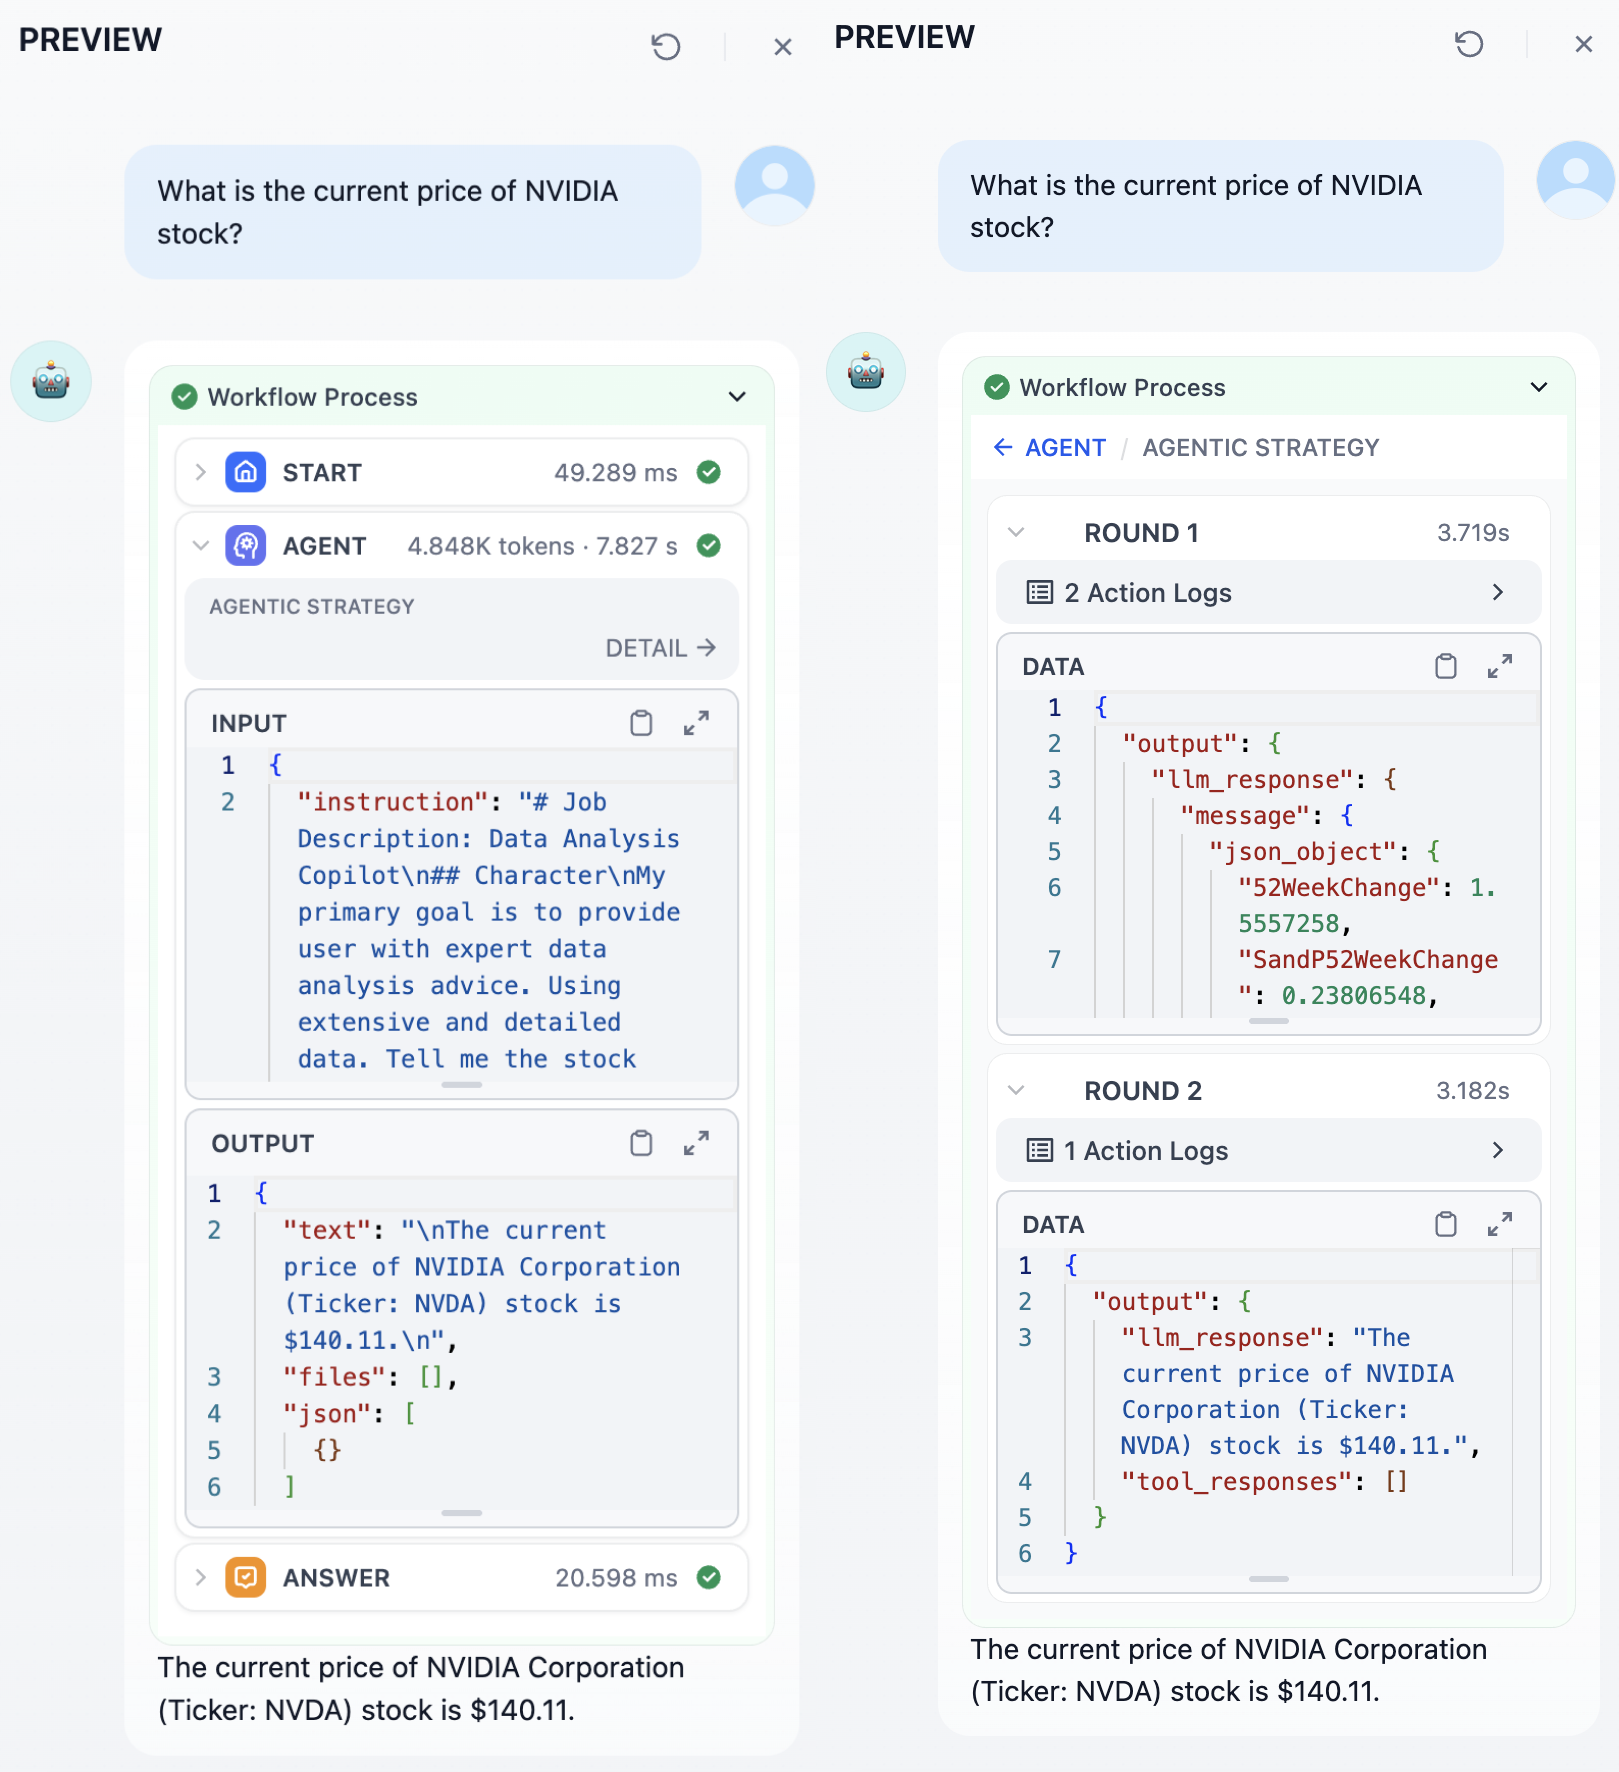 PREVIEW
What is the current price of NVIDIA
stock?
Workflow Process
START 49.289 ms
AGENT 4.848K tokens · 7.827 s
AGENTIC STRATEGY
DETAIL →
INPUT
1 {
2 "instruction": "# Job
Description: Data Analysis
Copilot\n## Character\nMy
primary goal is to provide
user with expert data
analysis advice. Using
extensive and detailed
data. Tell me the stock
OUTPUT
1 {
2 "text": "\nThe current
price of NVIDIA Corporation
(Ticker: NVDA) stock is
$140.11.\n",
3 "files": [],
4 "json": [
5 {}
6 ]
ANSWER 20.598 ms
The current price of NVIDIA Corporation
(Ticker: NVDA) stock is $140.11.
PREVIEW
What is the current price of NVIDIA
stock?
Workflow Process
← AGENT / AGENTIC STRATEGY
ROUND 1 3.719s
2 Action Logs
DATA
1 {
2 "output": {
3 "llm_response": {
4 "message": {
5 "json_object": {
6 "52WeekChange": 1.
5557258,
7 "SandP52WeekChange
": 0.23806548,
ROUND 2 3.182s
1 Action Logs
DATA
1 {
2 "output": {
3 "llm_response": "The
current price of NVIDIA
Corporation (Ticker:
NVDA) stock is $140.11.",
4 "tool_responses": []
5 }
6 }
The current price of NVIDIA Corporation
(Ticker: NVDA) stock is $140.11.